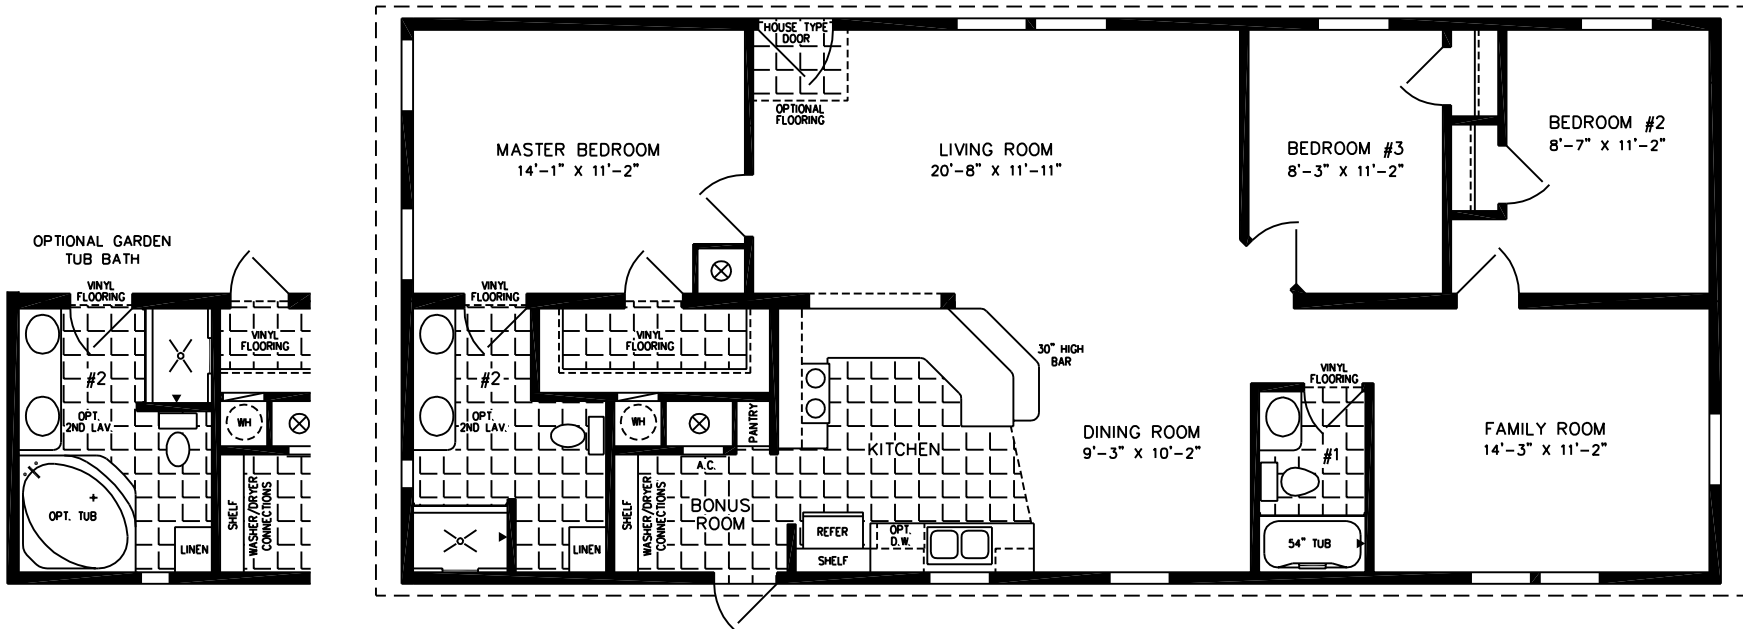 OPTIONAL GARDEN
TUB BATH
VINYL
FLOORING
#2
OPT.
2ND LAV.
OPT. TUB
LINEN
VINYL
FLOORING
WH
SHELF
WASHER/DRYER
CONNECTIONS
MASTER BEDROOM
14'-1" X 11'-2"
HOUSE TYPE
DOOR
OPTIONAL
FLOORING
LIVING ROOM
20'-8" X 11'-11"
BEDROOM #3
8'-3" X 11'-2"
BEDROOM #2
8'-7" X 11'-2"
VINYL
FLOORING
#2
OPT.
2ND LAV.
LINEN
VINYL
FLOORING
WH
A.C.
PANTRY
SHELF
WASHER/DRYER
CONNECTIONS
BONUS
ROOM
KITCHEN
30" HIGH
BAR
REFER
SHELF
OPT.
D.W.
DINING ROOM
9'-3" X 10'-2"
VINYL
FLOORING
#1
54" TUB
FAMILY ROOM
14'-3" X 11'-2"